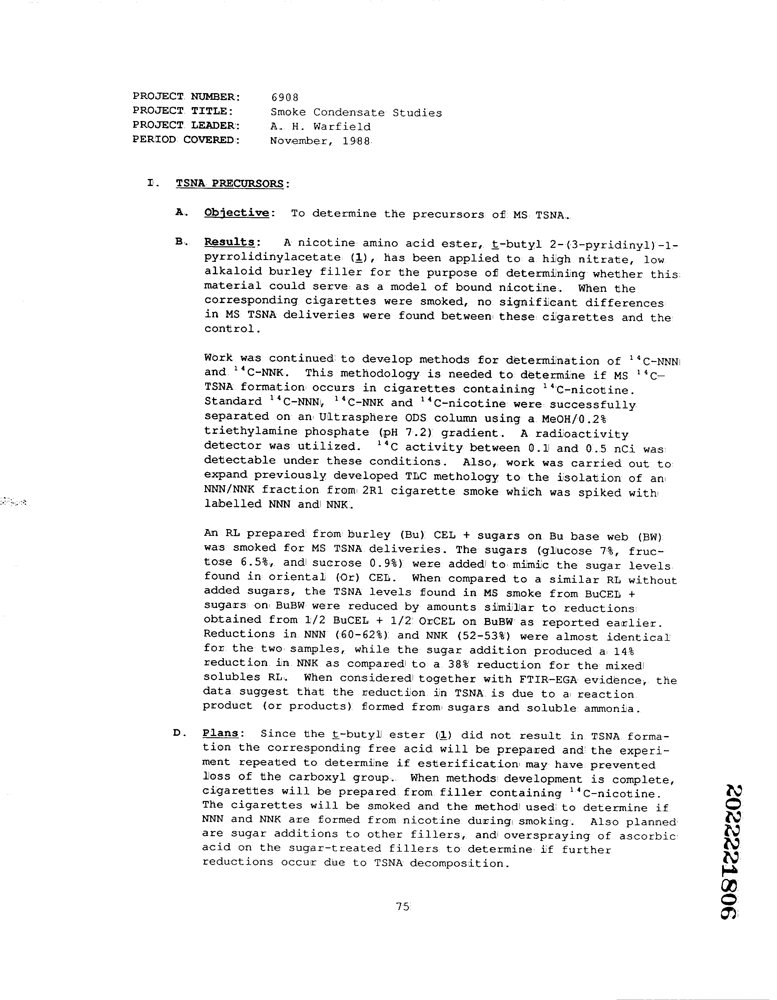 PROJECT NUMBER: 6908
PROJECT TITLE: Smoke Condensate Studies
PROJECT LEADER: A. H. Warfield
PERIOD COVERED: November, 1988
I. TSNA PRECURSORS:
A. Objective: To determine the precursors of MS TSNA.
B. Results: A nicotine amino acid ester, t-butyl 2-(3-pyridinyl)-1-
pyrrolidinylacetate (1), has been applied to a high nitrate, low
alkaloid burley filler for the purpose of determining whether this
material could serve as a model of bound nicotine. When the
corresponding cigarettes were smoked, no significant differences
in MS TSNA deliveries were found between these cigarettes and the
control.
Work was continued to develop methods for determination of ¹⁴C-NNN
and ¹⁴C-NNK. This methodology is needed to determine if MS ¹⁴C-
TSNA formation occurs in cigarettes containing ¹⁴C-nicotine.
Standard ¹⁴C-NNN, ¹⁴C-NNK and ¹⁴C-nicotine were successfully
separated on an Ultrasphere ODS column using a MeOH/0.2%
triethylamine phosphate (pH 7.2) gradient. A radioactivity
detector was utilized. ¹⁴C activity between 0.1 and 0.5 nCi was
detectable under these conditions. Also, work was carried out to
expand previously developed TLC methology to the isolation of an
NNN/NNK fraction from 2R1 cigarette smoke which was spiked with
labelled NNN and NNK.
An RL prepared from burley (Bu) CEL + sugars on Bu base web (BW)
was smoked for MS TSNA deliveries. The sugars (glucose 7%, fruc-
tose 6.5%, and sucrose 0.9%) were added to mimic the sugar levels
found in oriental (Or) CEL. When compared to a similar RL without
added sugars, the TSNA levels found in MS smoke from BuCEL +
sugars on BuBW were reduced by amounts similar to reductions
obtained from 1/2 BuCEL + 1/2 OrCEL on BuBW as reported earlier.
Reductions in NNN (60-62%) and NNK (52-53%) were almost identical
for the two samples, while the sugar addition produced a 14%
reduction in NNK as compared to a 38% reduction for the mixed
solubles RL. When considered together with FTIR-EGA evidence, the
data suggest that the reduction in TSNA is due to a reaction
product (or products) formed from sugars and soluble ammonia.
D. Plans: Since the t-butyl ester (1) did not result in TSNA forma-
tion the corresponding free acid will be prepared and the experi-
ment repeated to determine if esterification may have prevented
loss of the carboxyl group. When methods development is complete,
cigarettes will be prepared from filler containing ¹⁴C-nicotine.
The cigarettes will be smoked and the method used to determine if
NNN and NNK are formed from nicotine during smoking. Also planned
are sugar additions to other fillers, and overspraying of ascorbic
acid on the sugar-treated fillers to determine if further
reductions occur due to TSNA decomposition.
75
2022221806